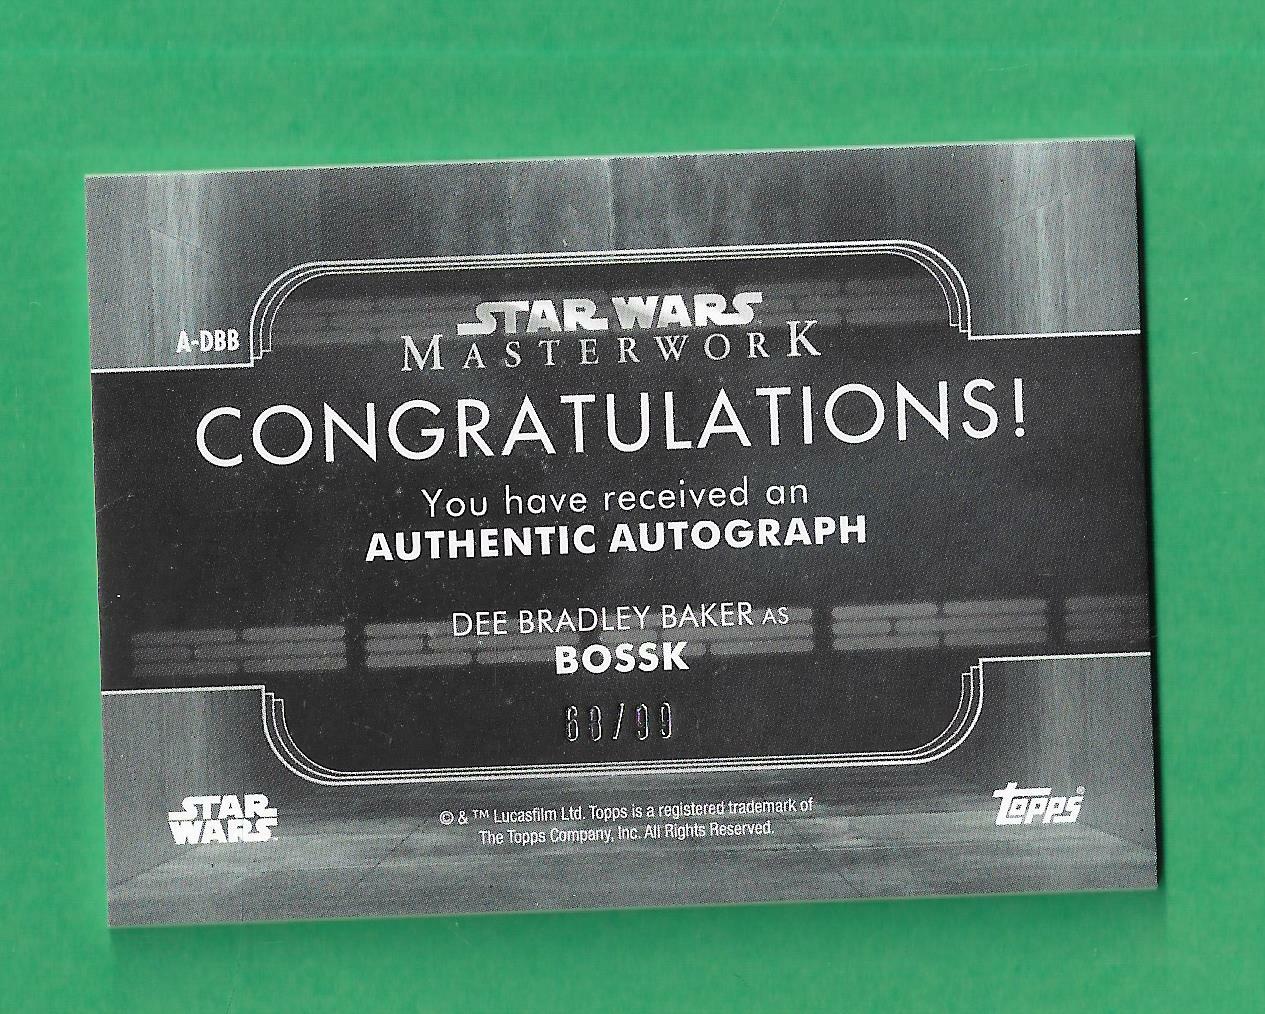 A-DBB
STAR WARS
MASTERWORK
CONGRATULATIONS!
You have received an
AUTHENTIC AUTOGRAPH
DEE BRADLEY BAKER AS
BOSSK
68/99
STAR
WARS
© & ™ Lucasfilm Ltd. Topps is a registered trademark of
The Topps Company, Inc. All Rights Reserved.
topps®